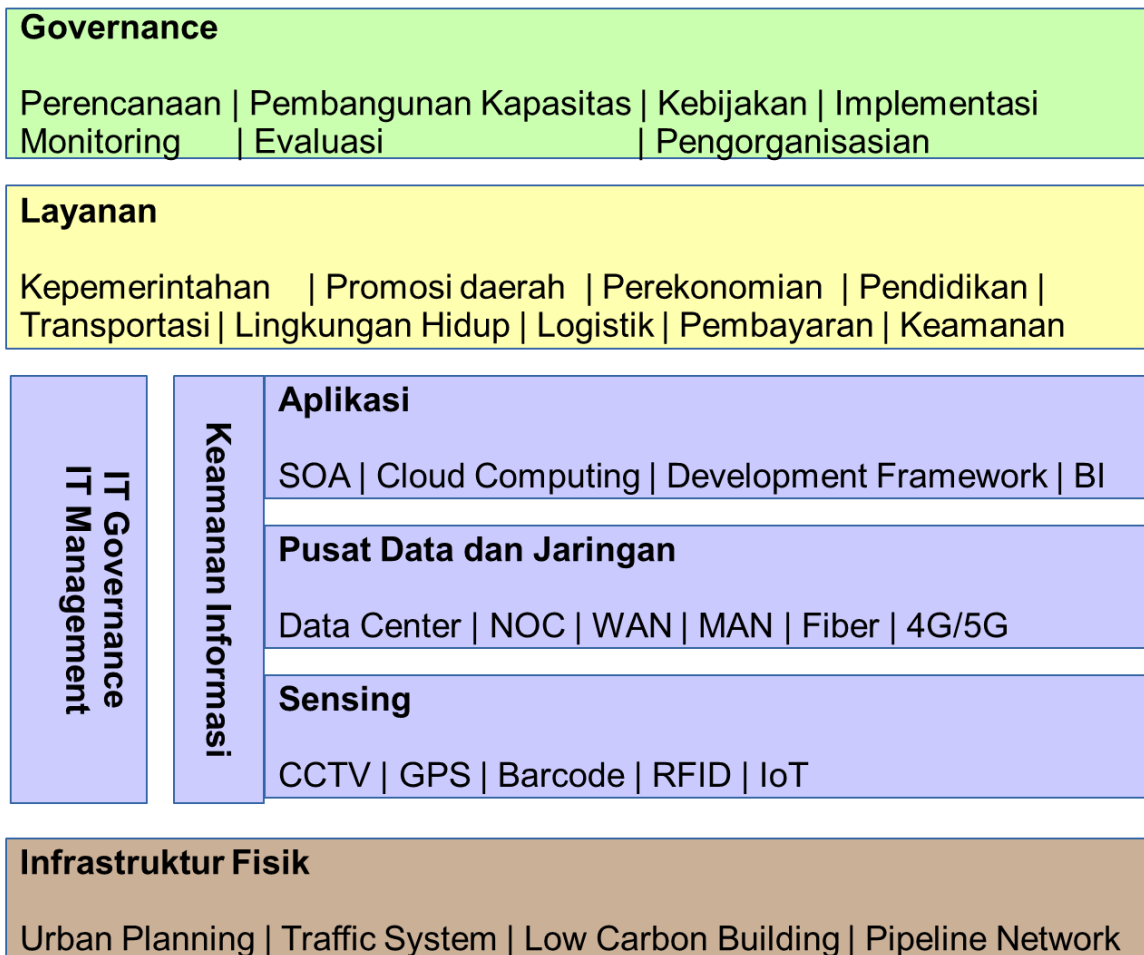 Governance
Perencanaan | Pembangunan Kapasitas | Kebijakan | Implementasi
Monitoring | Evaluasi | Pengorganisasian
Layanan
Kepemerintahan | Promosi daerah | Perekonomian | Pendidikan |
Transportasi | Lingkungan Hidup | Logistik | Pembayaran | Keamanan
IT Governance
IT Management
Keamanan Informasi
Aplikasi
SOA | Cloud Computing | Development Framework | BI
Pusat Data dan Jaringan
Data Center | NOC | WAN | MAN | Fiber | 4G/5G
Sensing
CCTV | GPS | Barcode | RFID | IoT
Infrastruktur Fisik
Urban Planning | Traffic System | Low Carbon Building | Pipeline Network